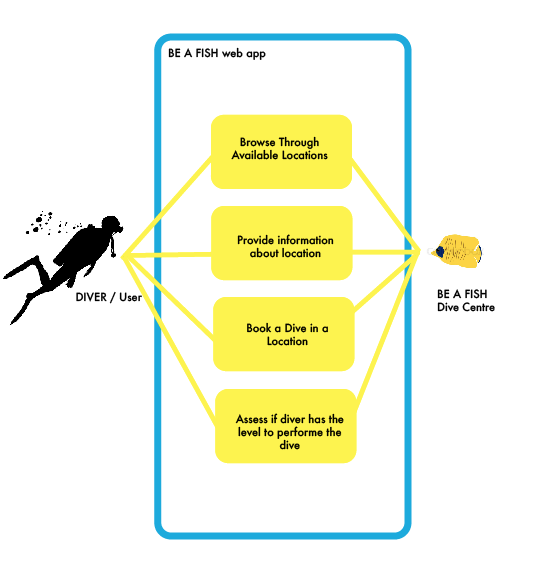 BE A FISH web app
Browse Through
Available Locations
Provide information
about location
DIVER / User
BE A FISH
Dive Centre
Book a Dive in a
Location
Assess if diver has the
level to performe the
dive